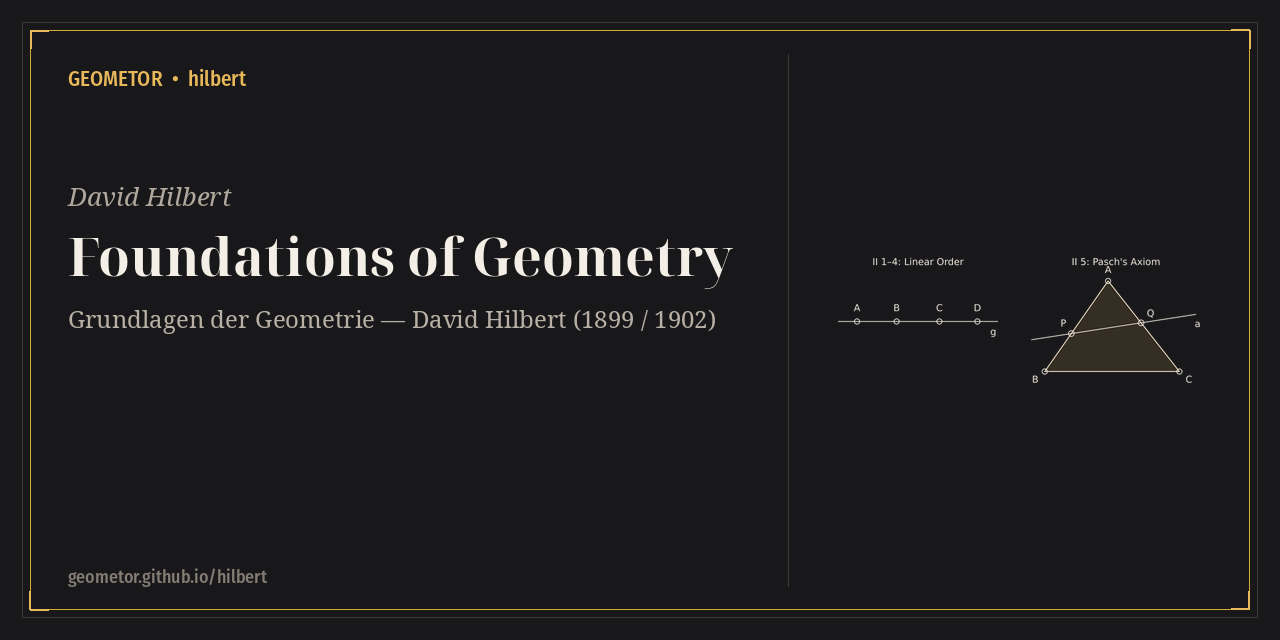 GEOMETOR • hilbert
David Hilbert
Foundations of Geometry
Grundlagen der Geometrie — David Hilbert (1899 / 1902)
geometor.github.io/hilbert
II 1–4: Linear Order
A B C D
g
II 5: Pasch's Axiom
A
P Q
a
B C